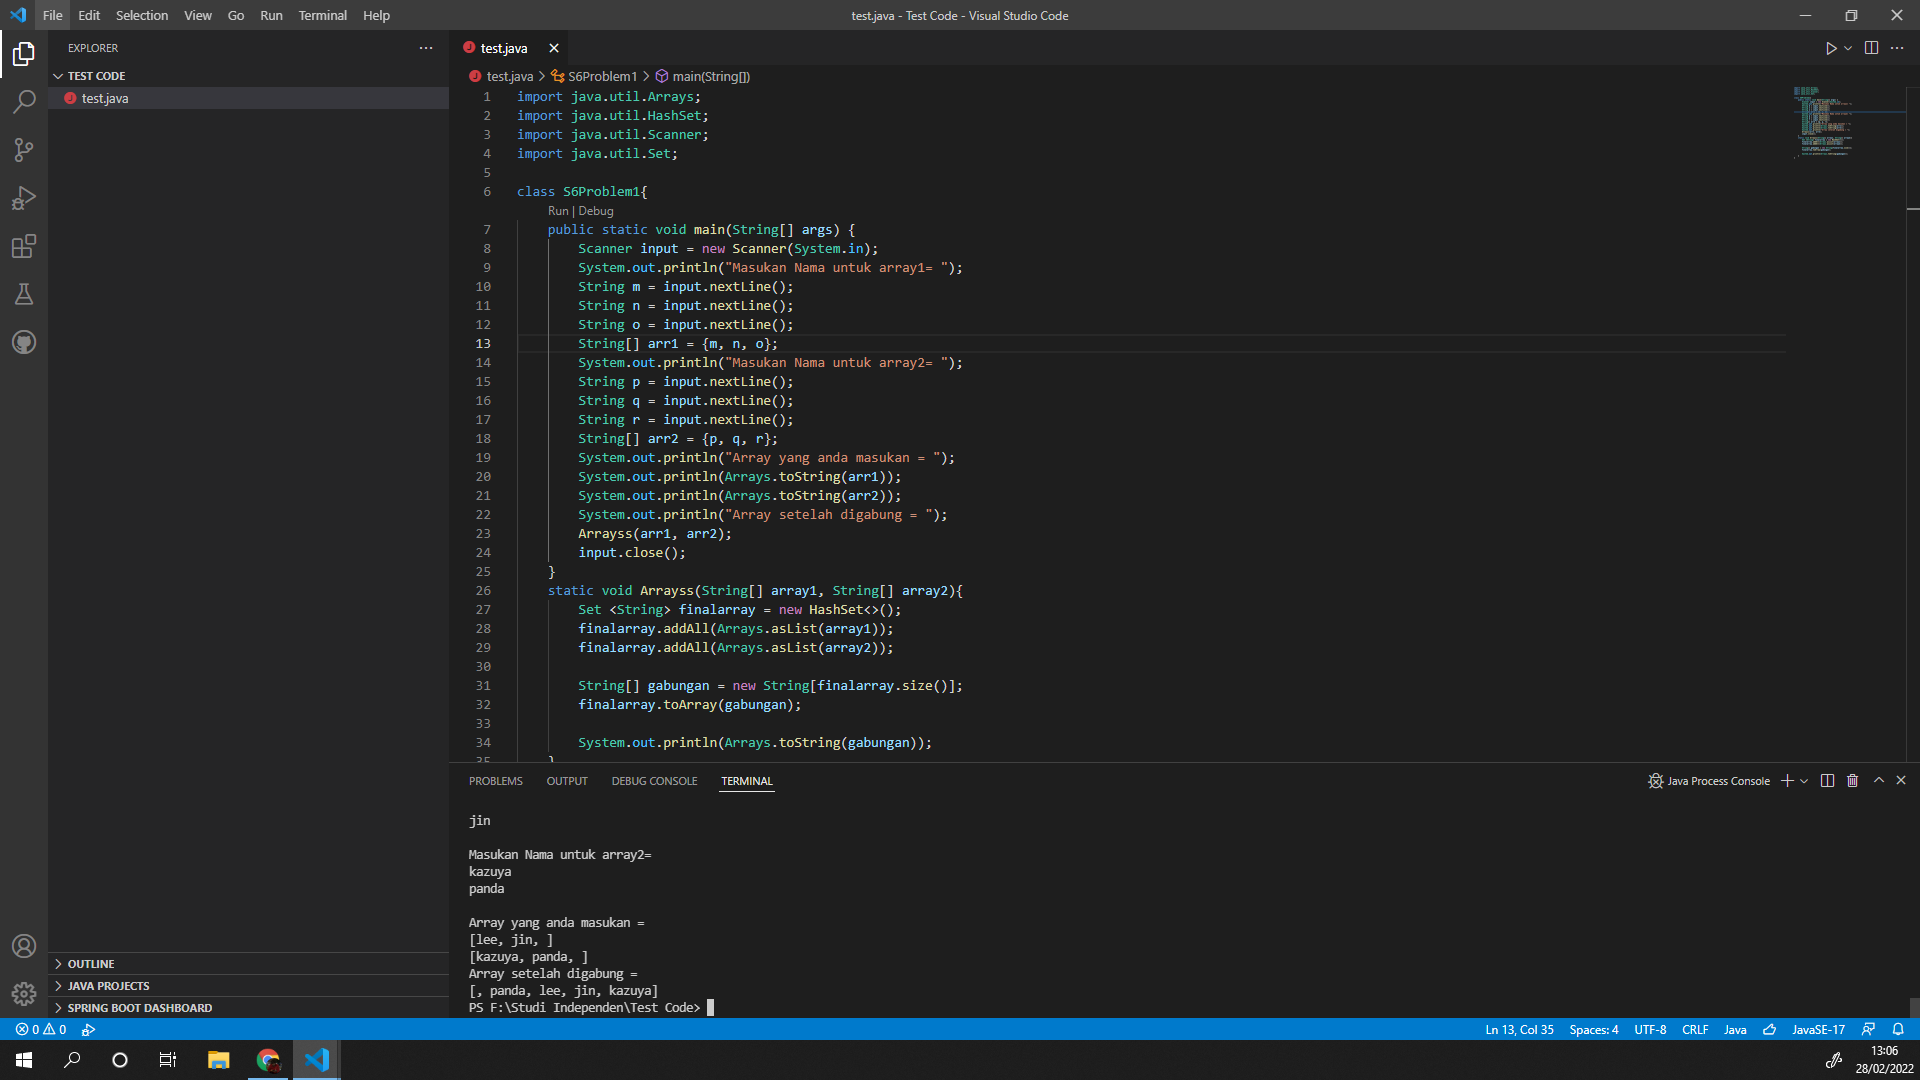 File Edit Selection View Go Run Terminal Help
test.java - Test Code - Visual Studio Code
EXPLORER
TEST CODE
test.java
OUTLINE
JAVA PROJECTS
SPRING BOOT DASHBOARD
test.java
test.java > S6Problem1 > main(String[])
1 import java.util.Arrays;
2 import java.util.HashSet;
3 import java.util.Scanner;
4 import java.util.Set;
5
6 class S6Problem1{
Run | Debug
7 public static void main(String[] args) {
8 Scanner input = new Scanner(System.in);
9 System.out.println("Masukan Nama untuk array1= ");
10 String m = input.nextLine();
11 String n = input.nextLine();
12 String o = input.nextLine();
13 String[] arr1 = {m, n, o};
14 System.out.println("Masukan Nama untuk array2= ");
15 String p = input.nextLine();
16 String q = input.nextLine();
17 String r = input.nextLine();
18 String[] arr2 = {p, q, r};
19 System.out.println("Array yang anda masukan = ");
20 System.out.println(Arrays.toString(arr1));
21 System.out.println(Arrays.toString(arr2));
22 System.out.println("Array setelah digabung = ");
23 Arrayss(arr1, arr2);
24 input.close();
25 }
26 static void Arrayss(String[] array1, String[] array2){
27 Set <String> finalarray = new HashSet<>();
28 finalarray.addAll(Arrays.asList(array1));
29 finalarray.addAll(Arrays.asList(array2));
30
31 String[] gabungan = new String[finalarray.size()];
32 finalarray.toArray(gabungan);
33
34 System.out.println(Arrays.toString(gabungan));
35 }
PROBLEMS OUTPUT DEBUG CONSOLE TERMINAL
Java Process Console
jin
Masukan Nama untuk array2=
kazuya
panda
Array yang anda masukan =
[lee, jin, ]
[kazuya, panda, ]
Array setelah digabung =
[, panda, lee, jin, kazuya]
PS F:\Studi Independen\Test Code>
0 0
Ln 13, Col 35 Spaces: 4 UTF-8 CRLF Java JavaSE-17
13:06
28/02/2022